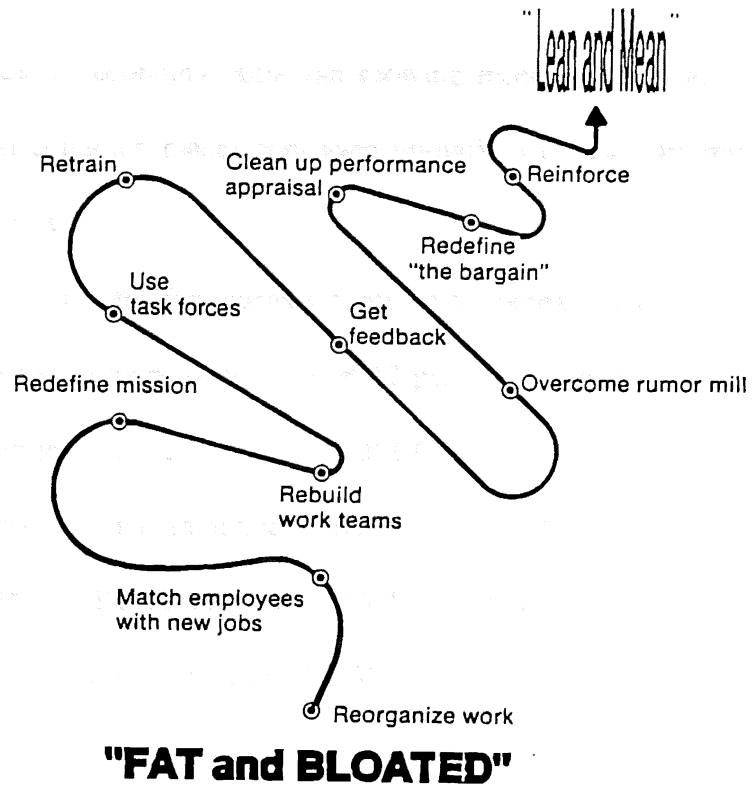 "Lean and Mean"
Retrain
Clean up performance
appraisal
Reinforce
Redefine
"the bargain"
Use
task forces
Get
feedback
Redefine mission
Overcome rumor mill
Rebuild
work teams
Match employees
with new jobs
Reorganize work
"FAT and BLOATED"